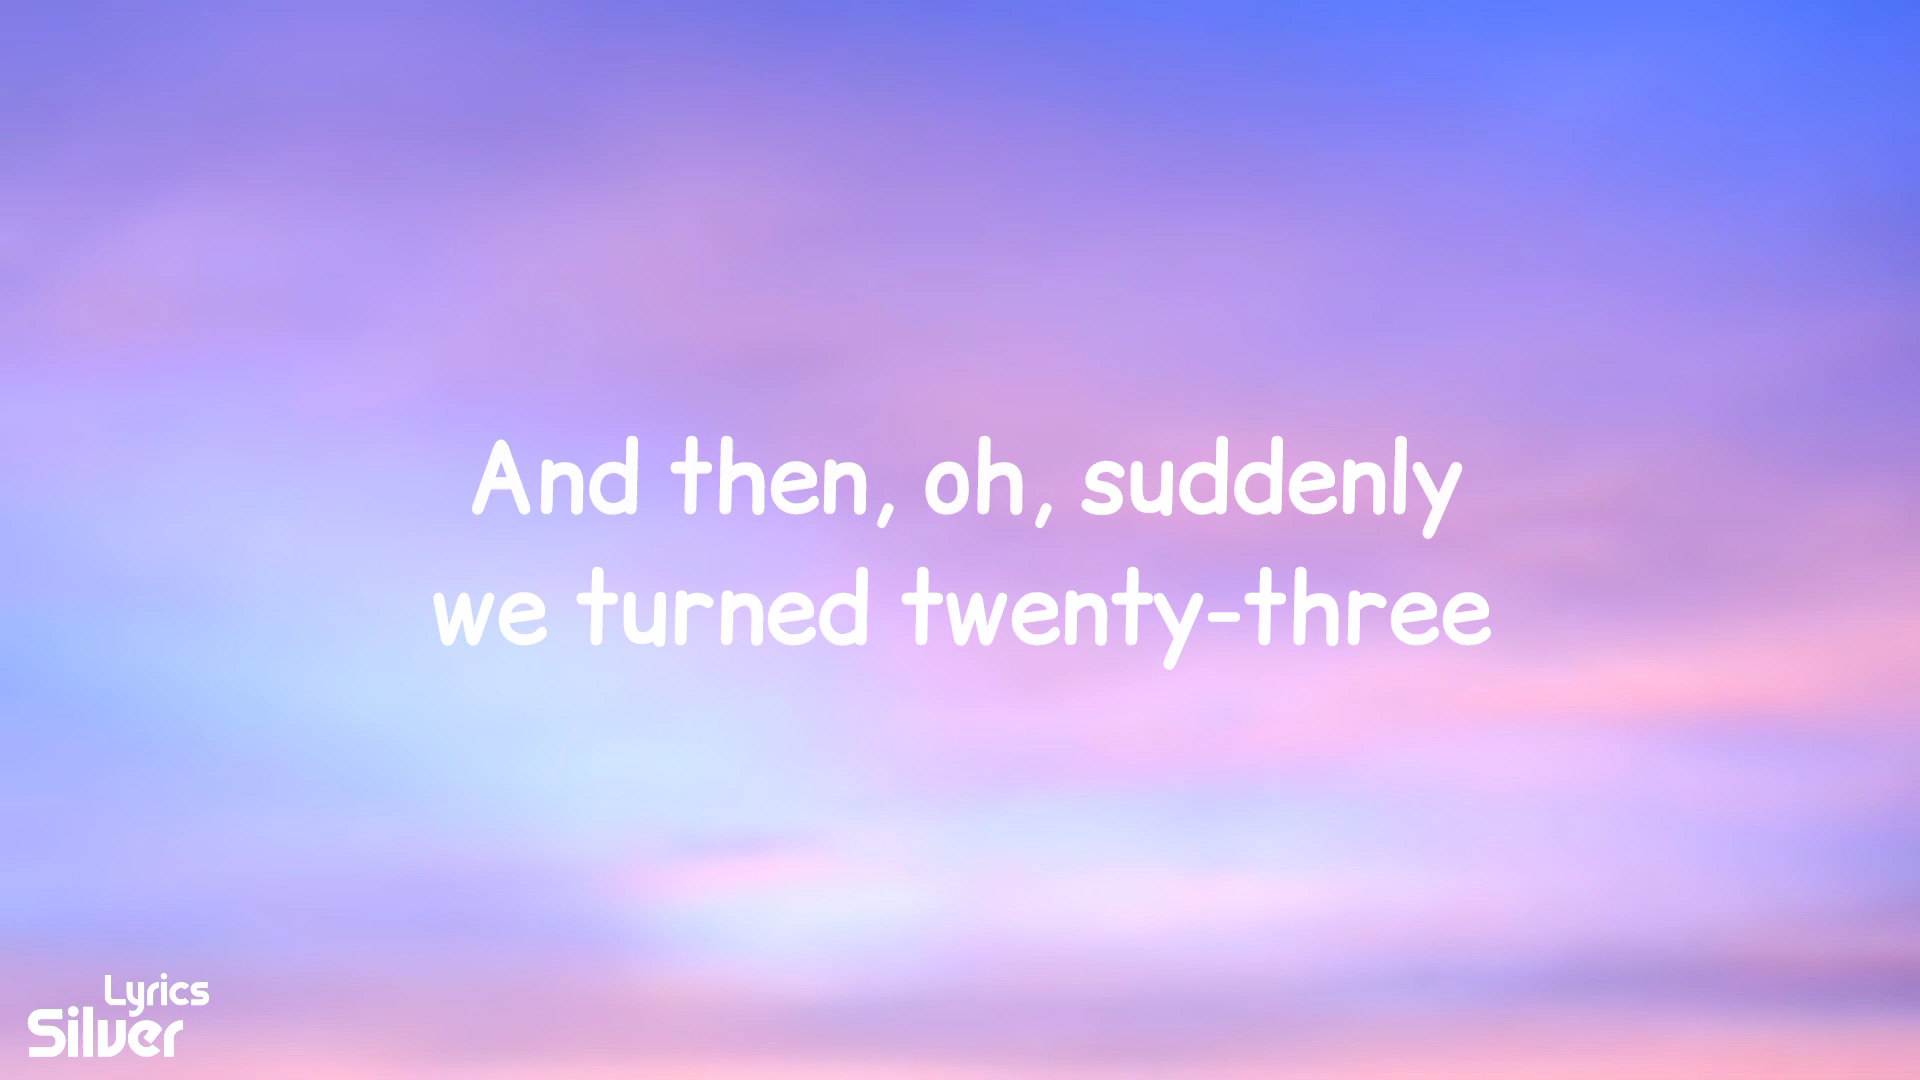 And then, oh, suddenly
we turned twenty-three
Lyrics
Silver